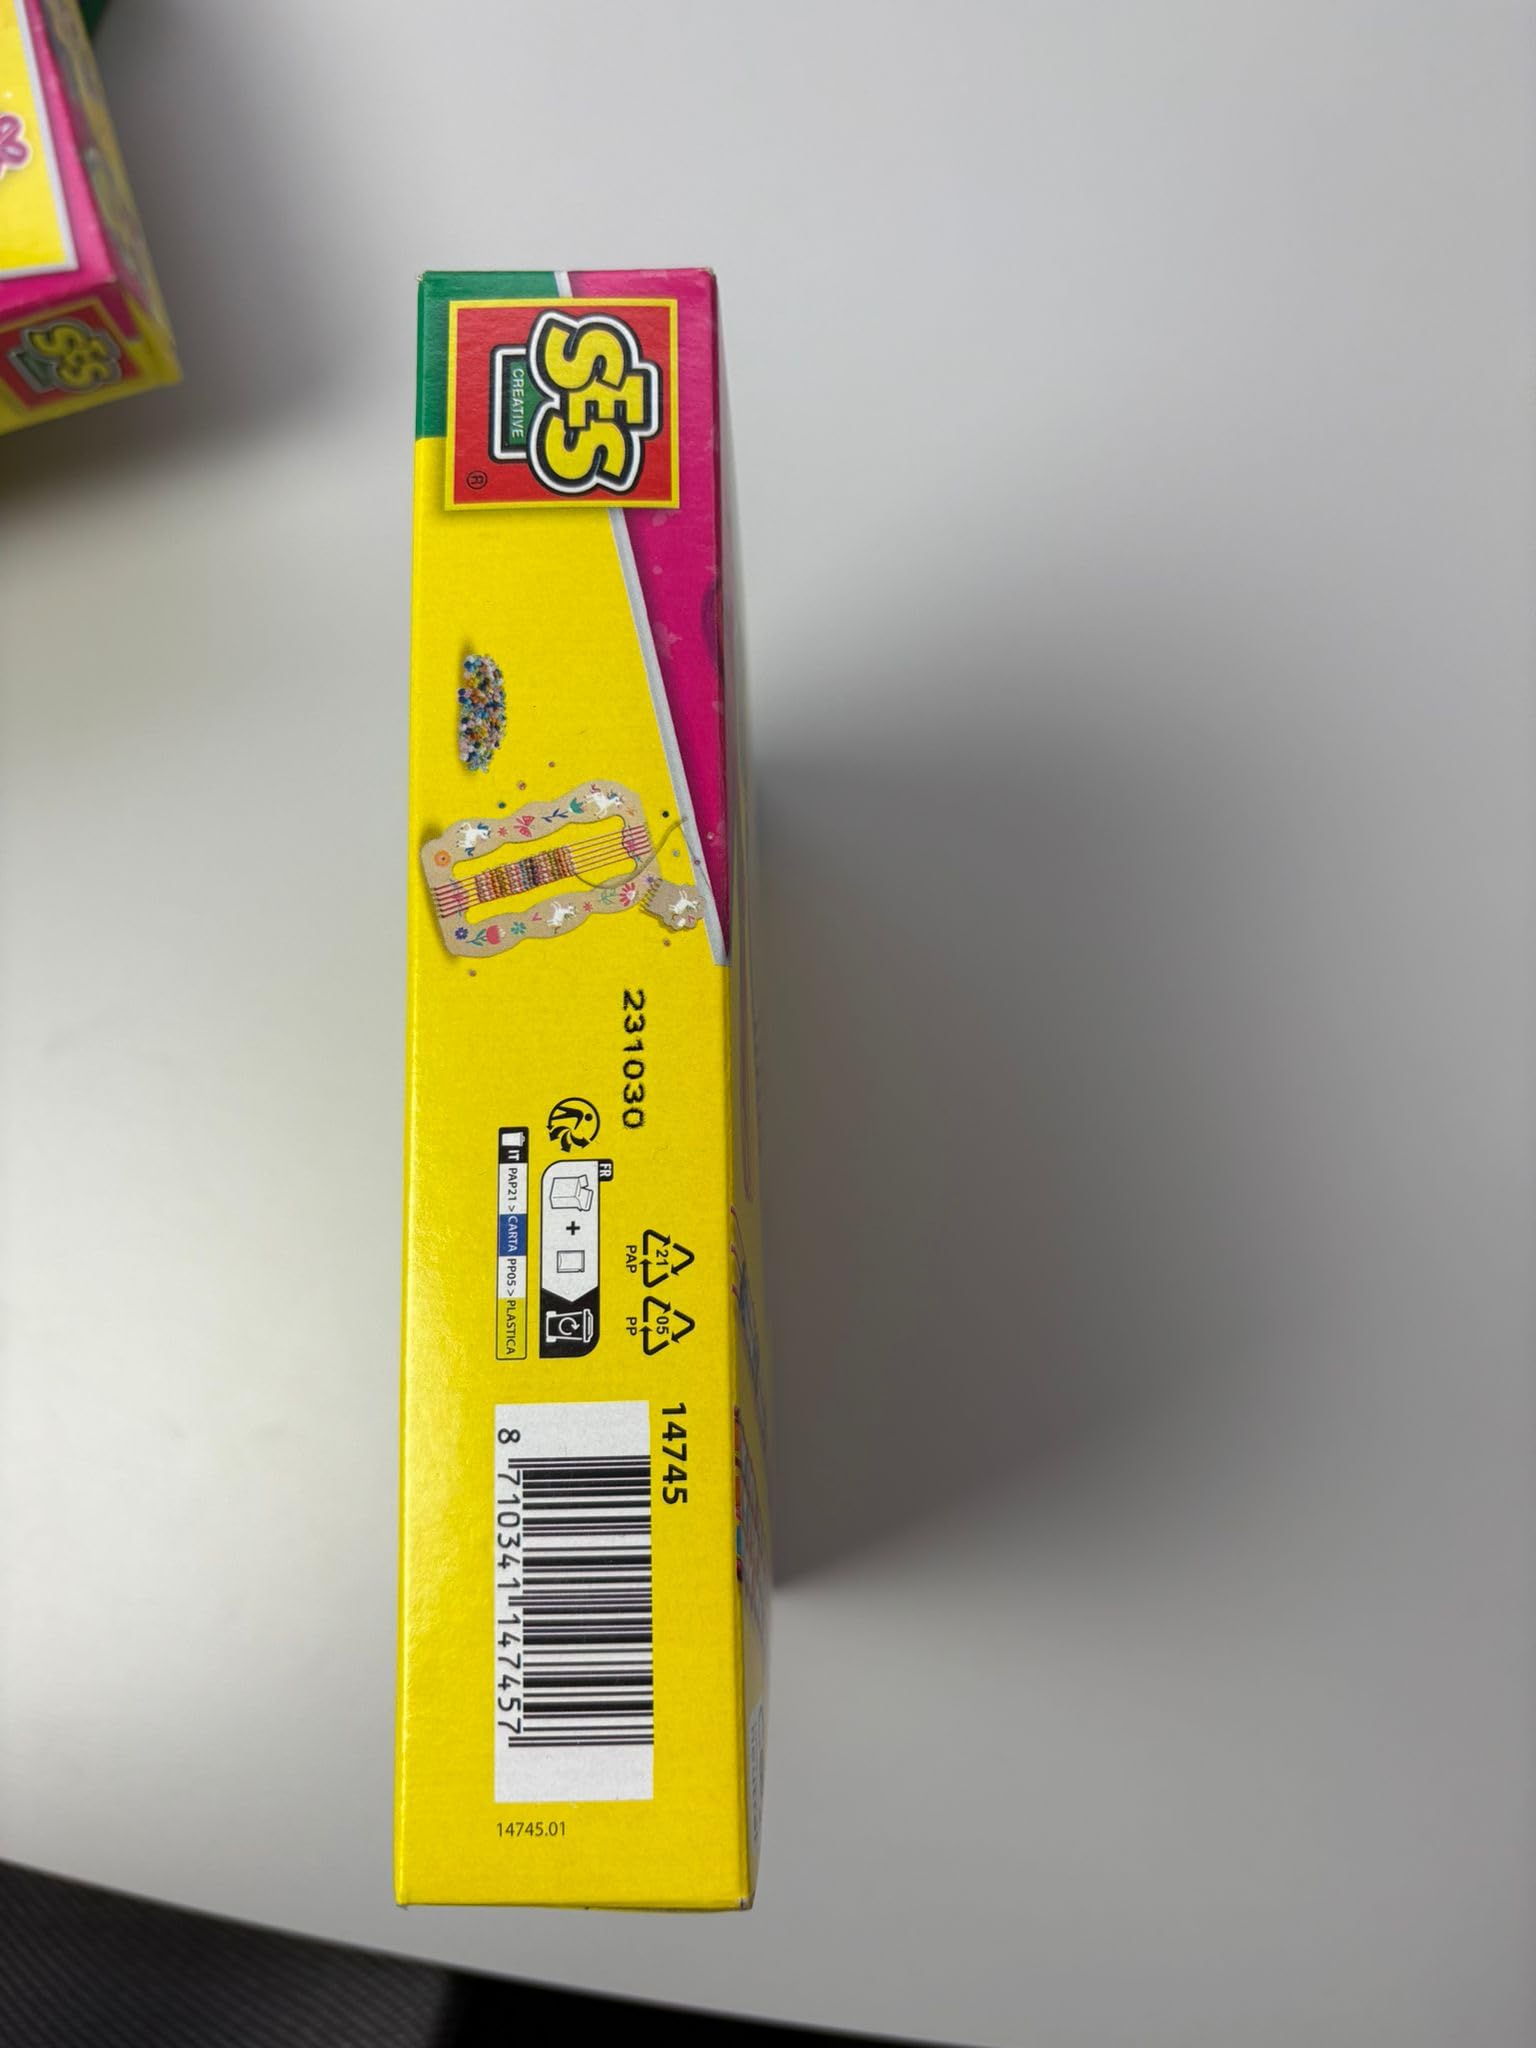 SES
CREATIVE
®
SES
231030
FR
+
IT PAP21 > CARTA PP05 > PLASTICA
21
PAP
05
PP
14745
8 710341 147457
14745.01